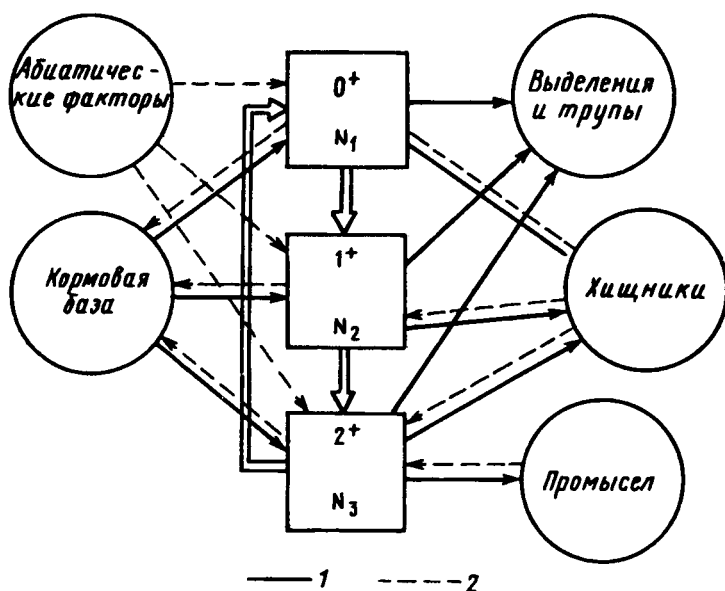 Абиатичес-
кие факторы
0+
N1
Выделения
и трупы
Кормовая
база
1+
N2
Хищники
2+
N3
Промысел
1
2